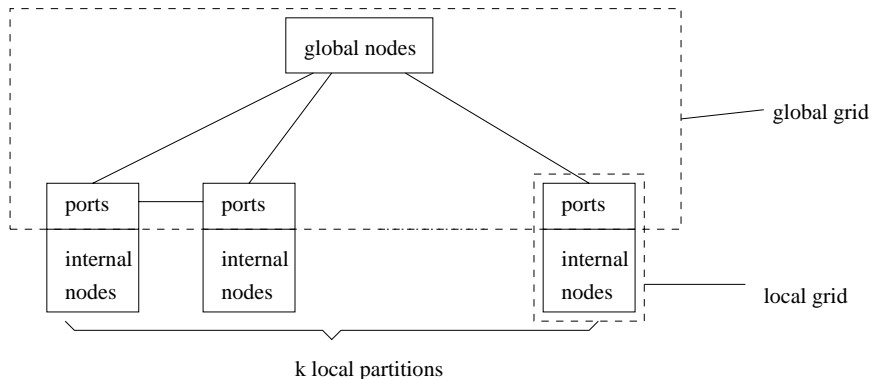 global nodes
global grid
ports
ports
ports
internal
nodes
internal
nodes
internal
nodes
local grid
k local partitions